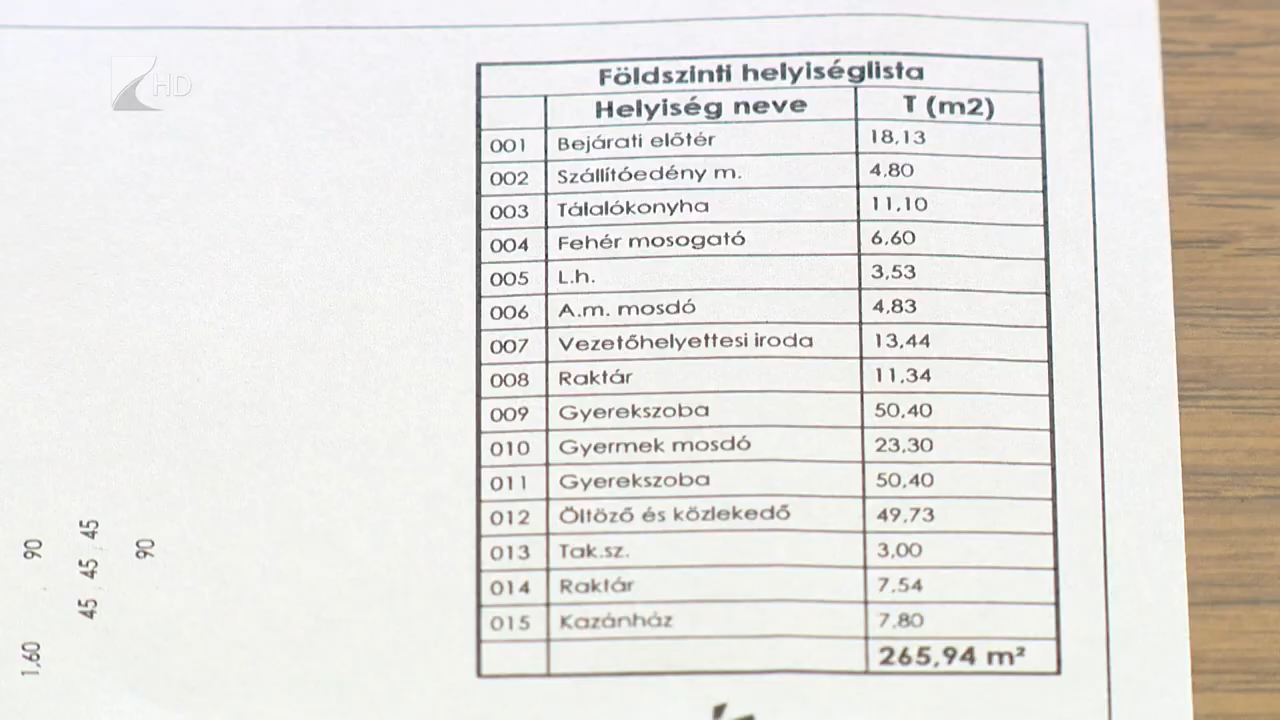 HD
Földszinti helyiséglista
Helyiség neve T (m2)
001 Bejárati előtér 18,13
002 Szállítóedény m. 4,80
003 Tálalókonyha 11,10
004 Fehér mosogató 6,60
005 L.h. 3,53
006 A.m. mosdó 4,83
007 Vezetőhelyettesi iroda 13,44
008 Raktár 11,34
009 Gyerekszoba 50,40
010 Gyermek mosdó 23,30
011 Gyerekszoba 50,40
012 Öltöző és közlekedő 49,73
013 Tak.sz. 3,00
014 Raktár 7,54
015 Kazánház 7,80
265,94 m²
1,60 90
45 45 45
90